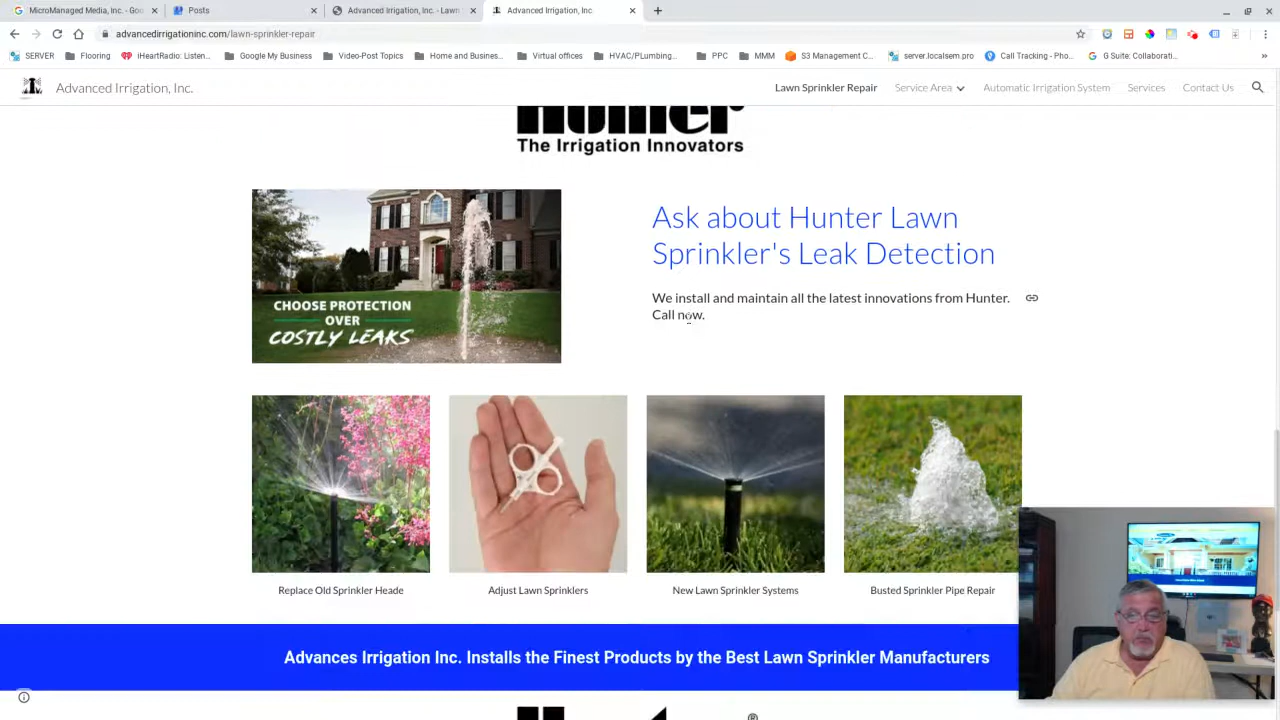 MicroManaged Media, Inc. - Goo
Posts
Advanced Irrigation, Inc. - Lawn
Advanced Irrigation, Inc.
advancedirrigationinc.com/lawn-sprinkler-repair
SERVER
Flooring
iHeartRadio: Listen...
Google My Business
Video-Post Topics
Home and Busines...
Virtual offices
HVAC/PLumbing...
PPC
MMM
S3 Management C...
server.localsem.pro
Call Tracking - Pho...
G Suite: Collaborati...
Advanced Irrigation, Inc.
Lawn Sprinkler Repair
Service Area
Automatic Irrigation System
Services
Contact Us
Hunter
The Irrigation Innovators
CHOOSE PROTECTION
OVER
COSTLY LEAKS
Ask about Hunter Lawn
Sprinkler's Leak Detection
We install and maintain all the latest innovations from Hunter.
Call now.
Replace Old Sprinkler Heade
Adjust Lawn Sprinklers
New Lawn Sprinkler Systems
Busted Sprinkler Pipe Repair
Advances Irrigation Inc. Installs the Finest Products by the Best Lawn Sprinkler Manufacturers